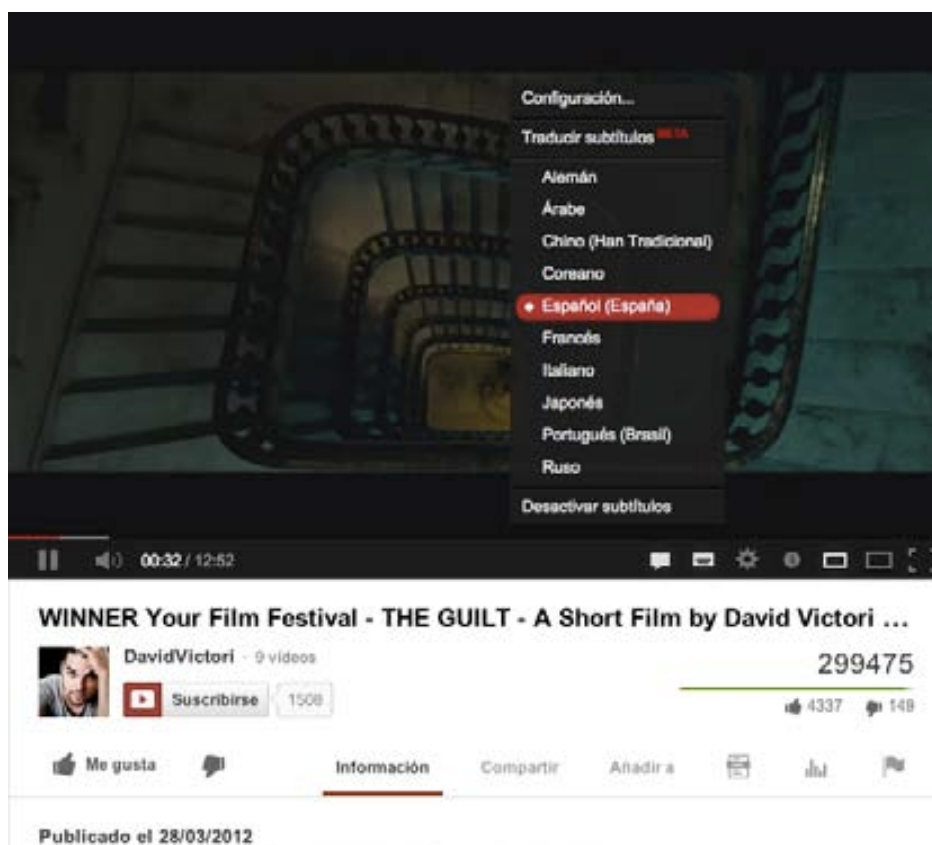 Configuración...
Traducir subtítulos BETA
Alemán
Árabe
Chino (Han Tradicional)
Coreano
Español (España)
Francés
Italiano
Japonés
Portugués (Brasil)
Ruso
Desactivar subtítulos
00:32 / 12:52
WINNER Your Film Festival - THE GUILT - A Short Film by David Victori ...
DavidVictori · 9 vídeos
299475
Suscribirse 1508
4337 149
Me gusta
Información Compartir Añadir a
Publicado el 28/03/2012